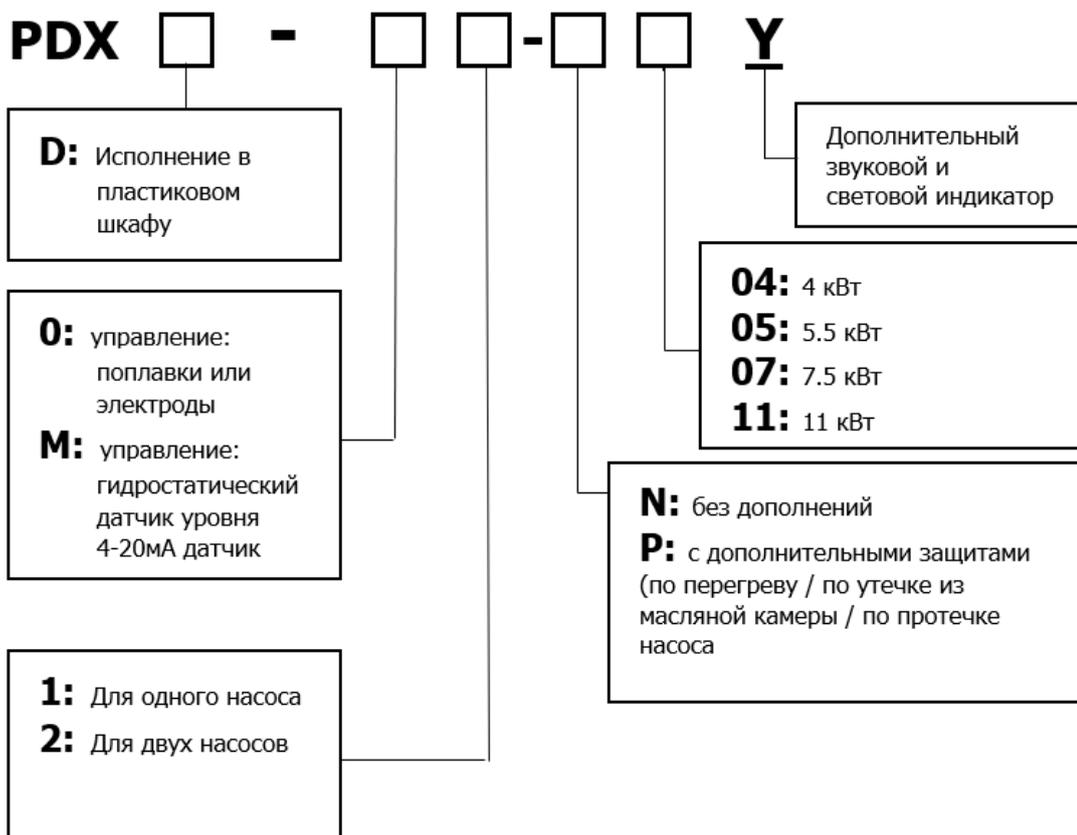 PDX - - Y
D: Исполнение в
пластиковом
шкафу
0: управление:
поплавки или
электроды
M: управление:
гидростатический
датчик уровня
4-20мА датчик
1: Для одного насоса
2: Для двух насосов
Дополнительный
звуковой и
световой индикатор
04: 4 кВт
05: 5.5 кВт
07: 7.5 кВт
11: 11 кВт
N: без дополнений
P: с дополнительными защитами
(по перегреву / по утечке из
масляной камеры / по протечке
насоса